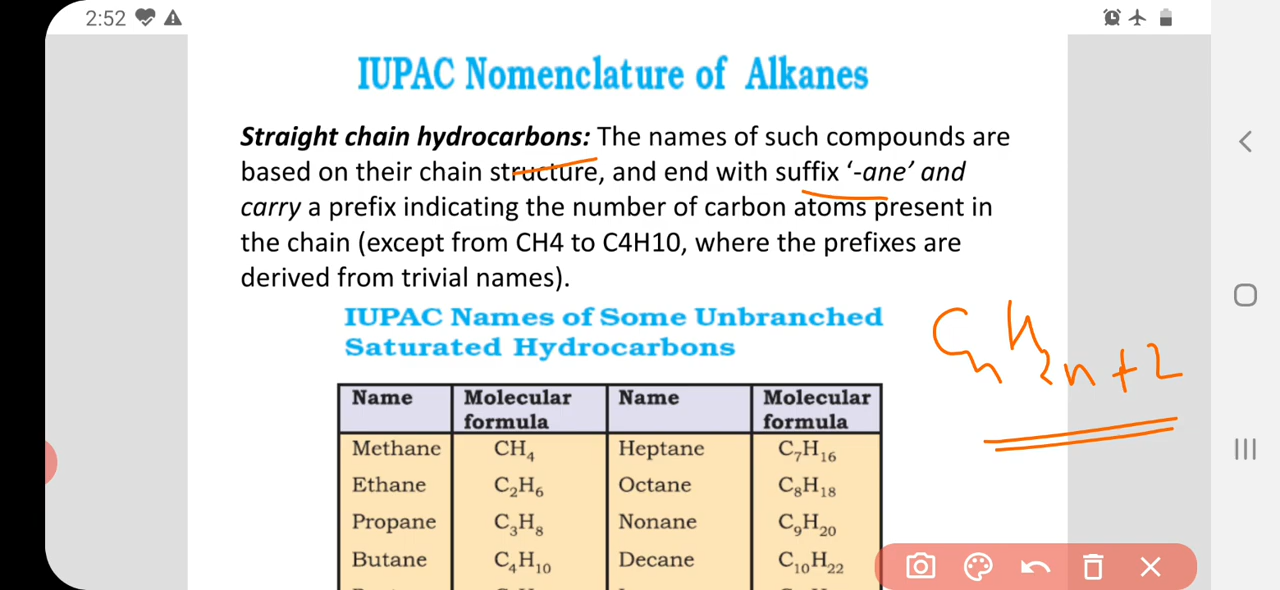 2:52
IUPAC Nomenclature of Alkanes
Straight chain hydrocarbons: The names of such compounds are
based on their chain structure, and end with suffix ‘-ane’ and
carry a prefix indicating the number of carbon atoms present in
the chain (except from CH4 to C4H10, where the prefixes are
derived from trivial names).
CnH2n+2
IUPAC Names of Some Unbranched
Saturated Hydrocarbons
Name Molecular formula Name Molecular formula
Methane CH₄ Heptane C₇H₁₆
Ethane C₂H₆ Octane C₈H₁₈
Propane C₃H₈ Nonane C₉H₂₀
Butane C₄H₁₀ Decane C₁₀H₂₂